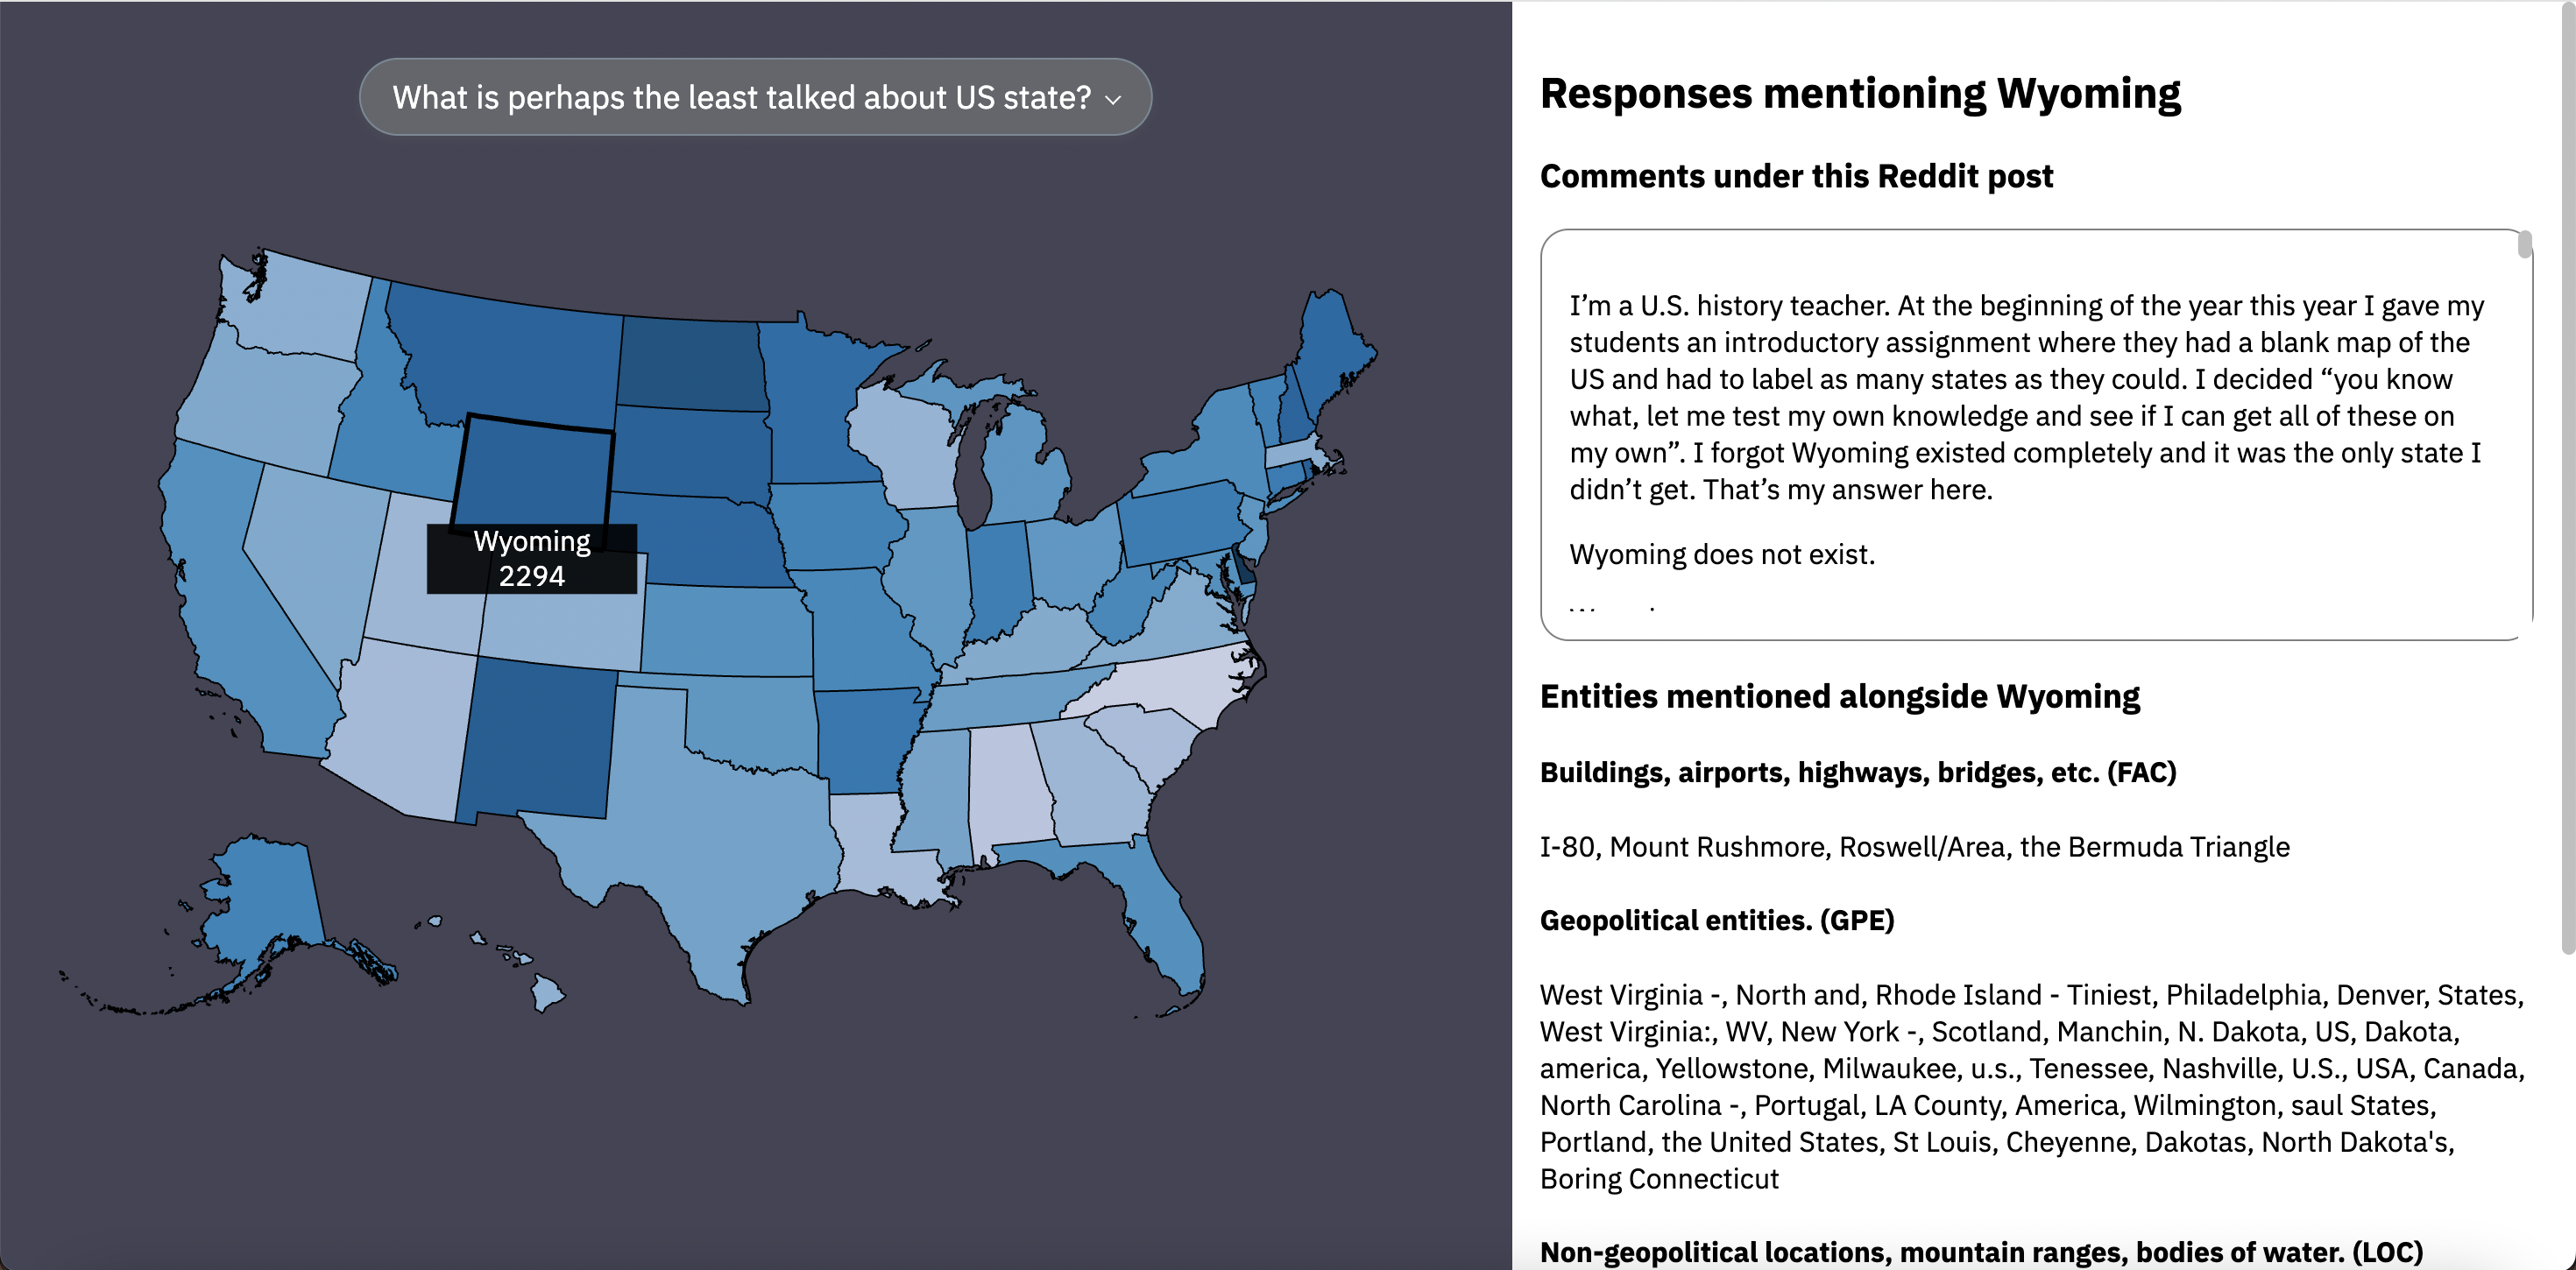 What is perhaps the least talked about US state?
Wyoming
2294
Responses mentioning Wyoming
Comments under this Reddit post
I’m a U.S. history teacher. At the beginning of the year this year I gave my
students an introductory assignment where they had a blank map of the
US and had to label as many states as they could. I decided “you know
what, let me test my own knowledge and see if I can get all of these on
my own”. I forgot Wyoming existed completely and it was the only state I
didn’t get. That’s my answer here.
Wyoming does not exist.
Entities mentioned alongside Wyoming
Buildings, airports, highways, bridges, etc. (FAC)
I-80, Mount Rushmore, Roswell/Area, the Bermuda Triangle
Geopolitical entities. (GPE)
West Virginia -, North and, Rhode Island - Tiniest, Philadelphia, Denver, States,
West Virginia:, WV, New York -, Scotland, Manchin, N. Dakota, US, Dakota,
america, Yellowstone, Milwaukee, u.s., Tenessee, Nashville, U.S., USA, Canada,
North Carolina -, Portugal, LA County, America, Wilmington, saul States,
Portland, the United States, St Louis, Cheyenne, Dakotas, North Dakota's,
Boring Connecticut
Non-geopolitical locations, mountain ranges, bodies of water. (LOC)